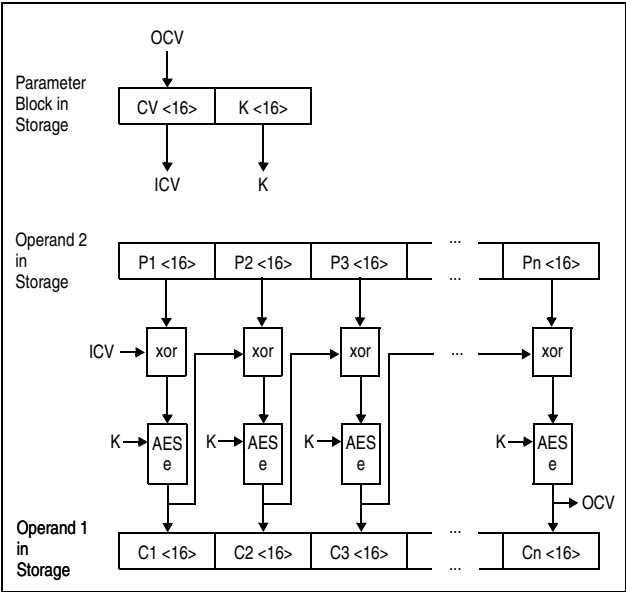 OCV
Parameter
Block in
Storage
CV <16> K <16>
ICV K
Operand 2
in
Storage
P1 <16> P2 <16> P3 <16> ... ... Pn <16>
ICV xor xor xor ... xor
K AES e K AES e K AES e K AES e
OCV
Operand 1
in
Storage
C1 <16> C2 <16> C3 <16> ... ... Cn <16>